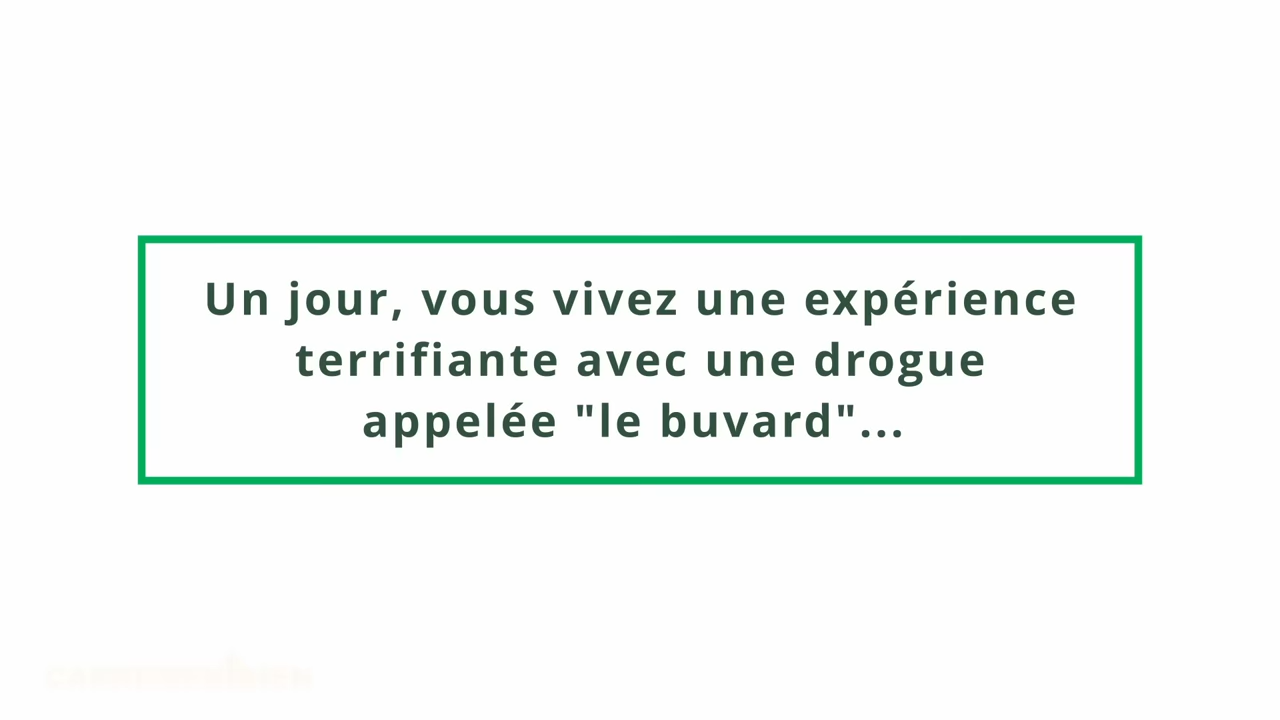 Un jour, vous vivez une expérience
terrifiante avec une drogue
appelée "le buvard"...